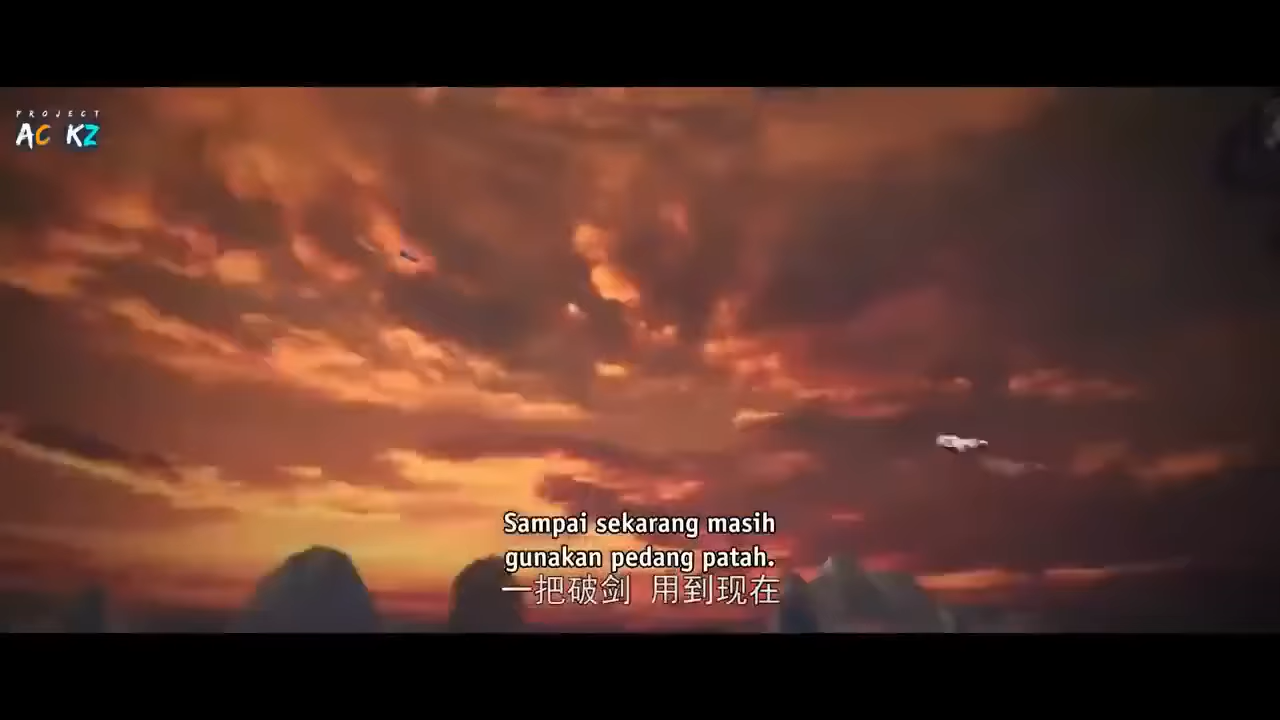 PROJECT
AC KZ
Sampai sekarang masih
gunakan pedang patah.
一把破剑 用到现在